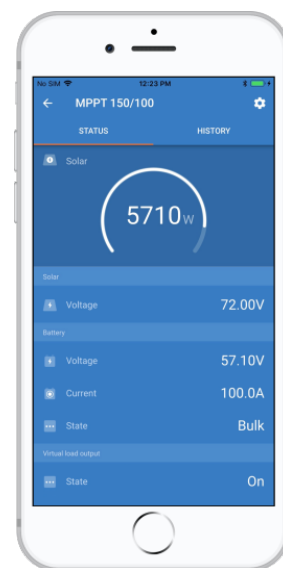 No SIM 12:23 PM
MPPT 150/100
STATUS HISTORY
Solar
5710W
Solar
Voltage 72.00V
Battery
Voltage 57.10V
Current 100.0A
State Bulk
Virtual load output
State On